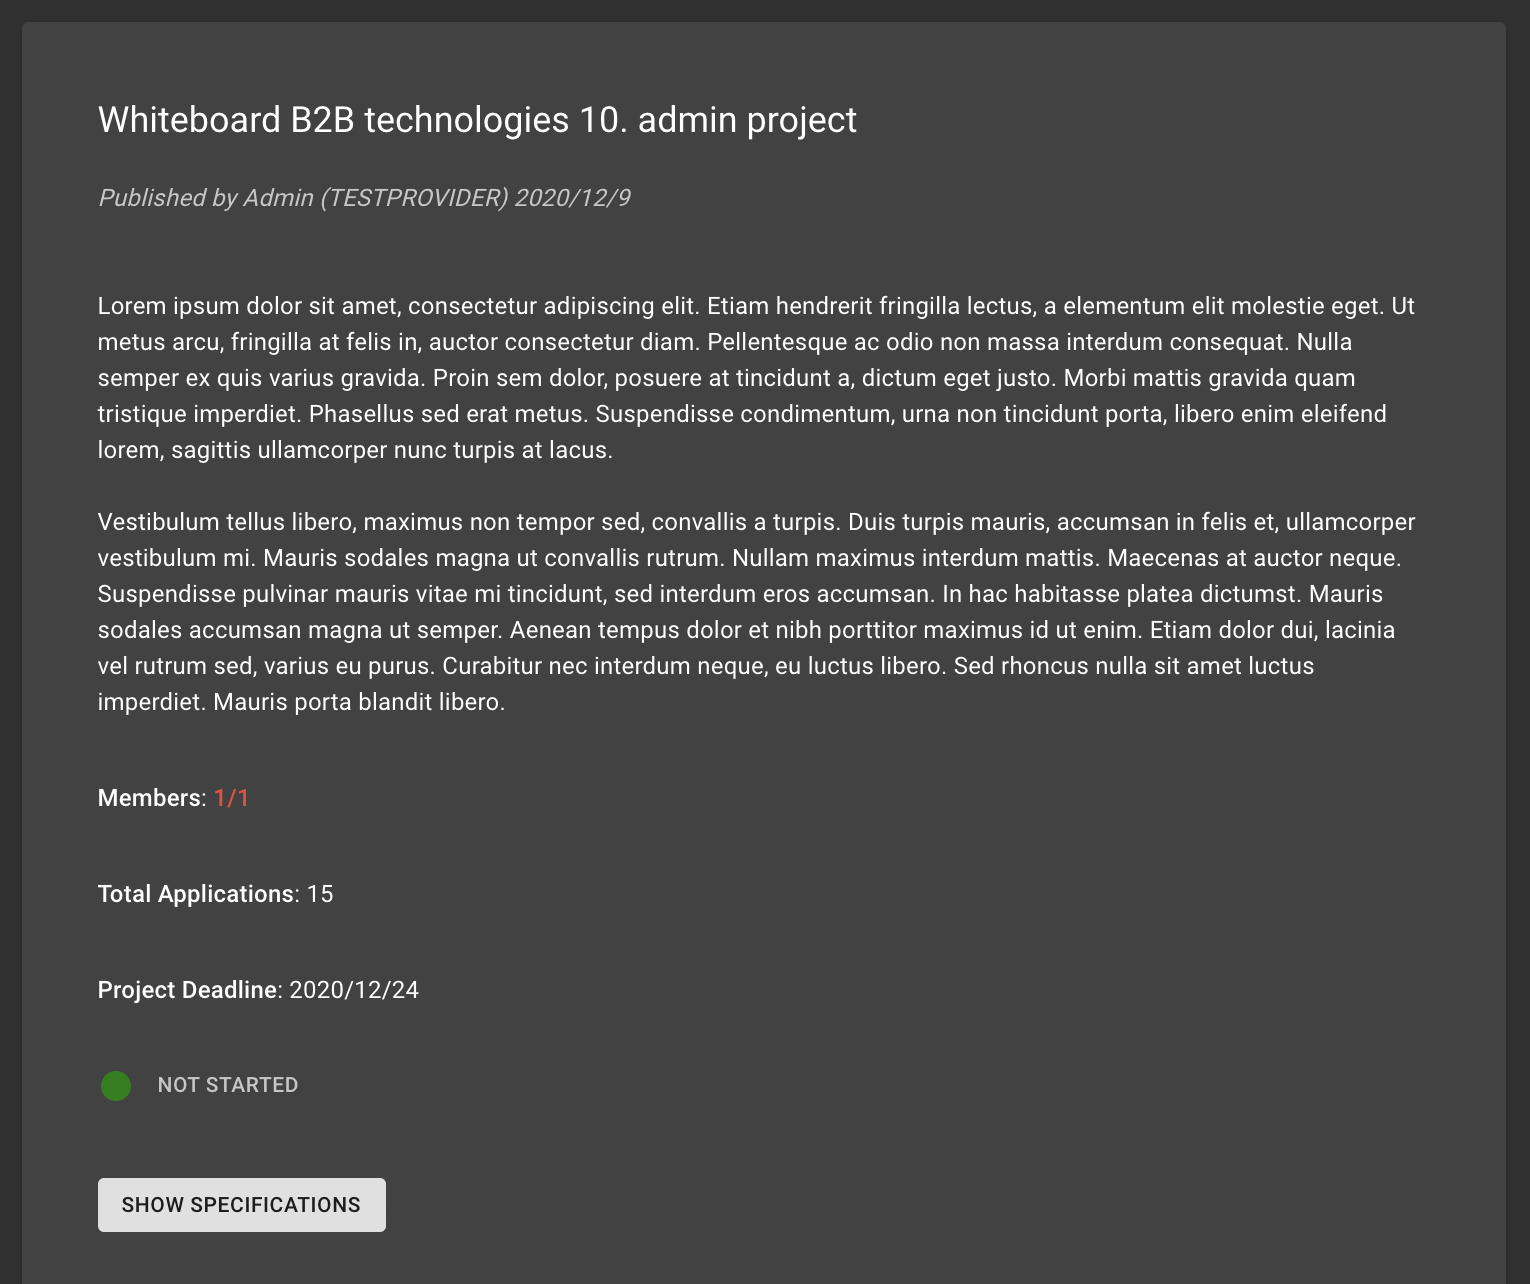 Whiteboard B2B technologies 10. admin project
Published by Admin (TESTPROVIDER) 2020/12/9
Lorem ipsum dolor sit amet, consectetur adipiscing elit. Etiam hendrerit fringilla lectus, a elementum elit molestie eget. Ut
metus arcu, fringilla at felis in, auctor consectetur diam. Pellentesque ac odio non massa interdum consequat. Nulla
semper ex quis varius gravida. Proin sem dolor, posuere at tincidunt a, dictum eget justo. Morbi mattis gravida quam
tristique imperdiet. Phasellus sed erat metus. Suspendisse condimentum, urna non tincidunt porta, libero enim eleifend
lorem, sagittis ullamcorper nunc turpis at lacus.
Vestibulum tellus libero, maximus non tempor sed, convallis a turpis. Duis turpis mauris, accumsan in felis et, ullamcorper
vestibulum mi. Mauris sodales magna ut convallis rutrum. Nullam maximus interdum mattis. Maecenas at auctor neque.
Suspendisse pulvinar mauris vitae mi tincidunt, sed interdum eros accumsan. In hac habitasse platea dictumst. Mauris
sodales accumsan magna ut semper. Aenean tempus dolor et nibh porttitor maximus id ut enim. Etiam dolor dui, lacinia
vel rutrum sed, varius eu purus. Curabitur nec interdum neque, eu luctus libero. Sed rhoncus nulla sit amet luctus
imperdiet. Mauris porta blandit libero.
Members: 1/1
Total Applications: 15
Project Deadline: 2020/12/24
NOT STARTED
SHOW SPECIFICATIONS